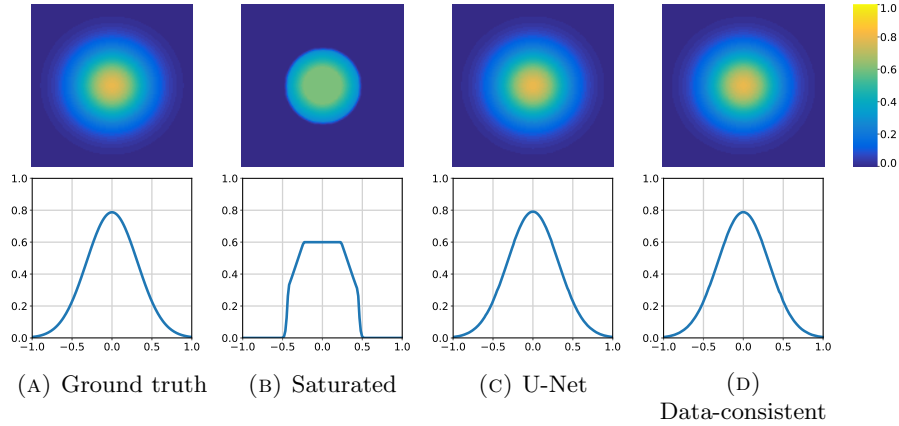 1.0
0.8
0.6
0.4
0.2
0.0
1.0 1.0 1.0 1.0
0.8 0.8 0.8 0.8
0.6 0.6 0.6 0.6
0.4 0.4 0.4 0.4
0.2 0.2 0.2 0.2
0.0 0.0 0.0 0.0
−1.0 −0.5 0.0 0.5 1.0 −1.0 −0.5 0.0 0.5 1.0 −1.0 −0.5 0.0 0.5 1.0 −1.0 −0.5 0.0 0.5 1.0
(A) Ground truth (B) Saturated (C) U-Net (D)
Data-consistent